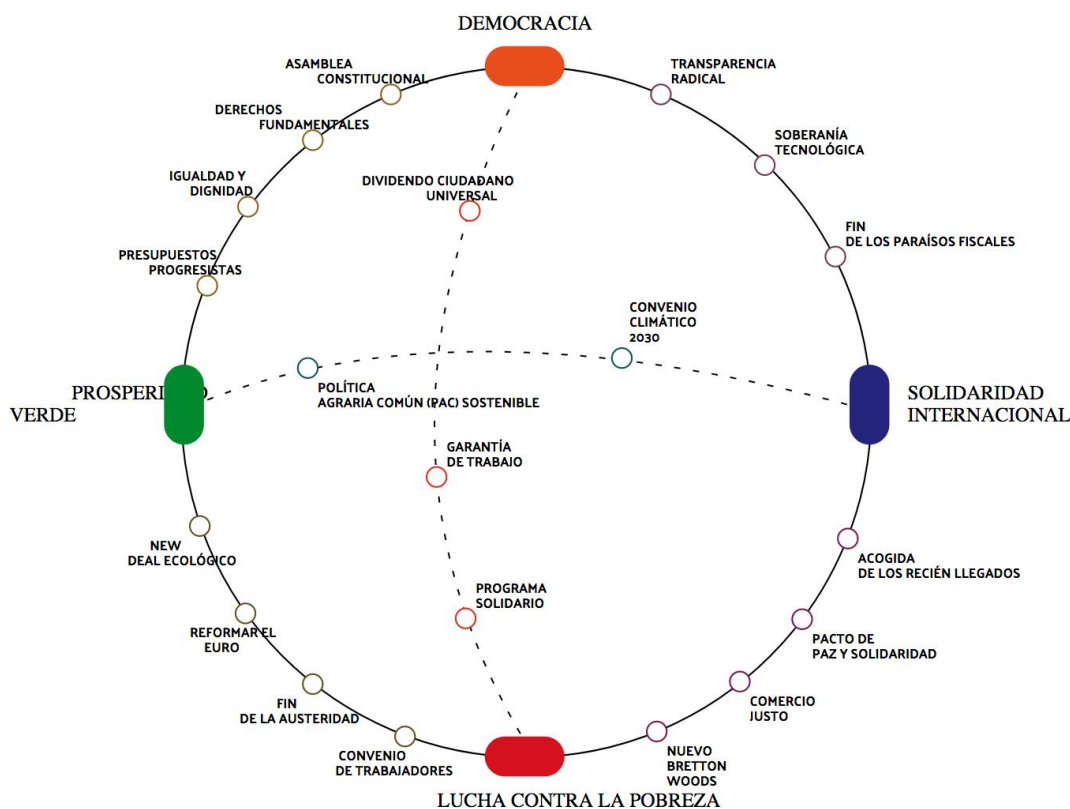 DEMOCRACIA
ASAMBLEA
CONSTITUCIONAL
TRANSPARENCIA
RADICAL
DERECHOS
FUNDAMENTALES
SOBERANÍA
TECNOLÓGICA
IGUALDAD Y
DIGNIDAD
DIVIDENDO CIUDADANO
UNIVERSAL
FIN
DE LOS PARAÍSOS FISCALES
PRESUPUESTOS
PROGRESISTAS
CONVENIO
CLIMÁTICO
2030
PROSPERIDAD
VERDE
POLÍTICA
AGRARIA COMÚN (PAC) SOSTENIBLE
SOLIDARIDAD
INTERNACIONAL
GARANTÍA
DE TRABAJO
NEW
DEAL ECOLÓGICO
ACOGIDA
DE LOS RECIÉN LLEGADOS
PROGRAMA
SOLIDARIO
REFORMAR EL
EURO
PACTO DE
PAZ Y SOLIDARIDAD
FIN
DE LA AUSTERIDAD
COMERCIO
JUSTO
CONVENIO
DE TRABAJADORES
NUEVO
BRETTON
WOODS
LUCHA CONTRA LA POBREZA